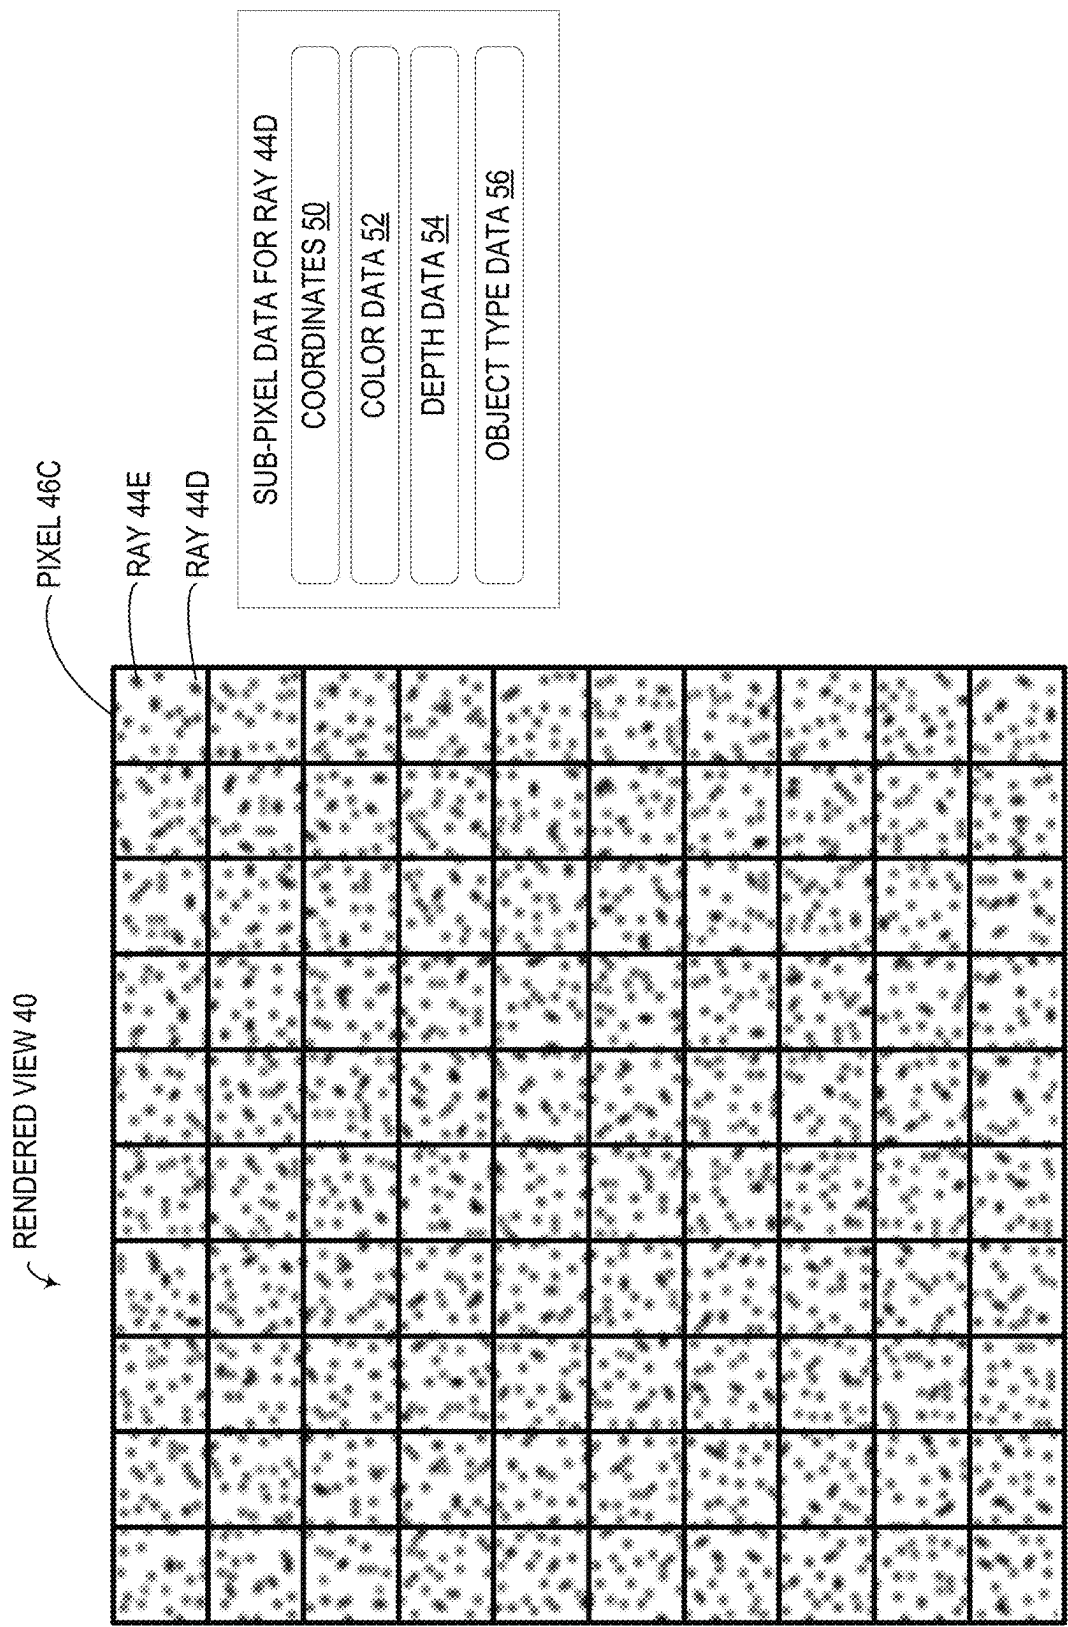 RENDERED VIEW 40
PIXEL 46C
RAY 44E
RAY 44D
SUB-PIXEL DATA FOR RAY 44D
COORDINATES 50
COLOR DATA 52
DEPTH DATA 54
OBJECT TYPE DATA 56